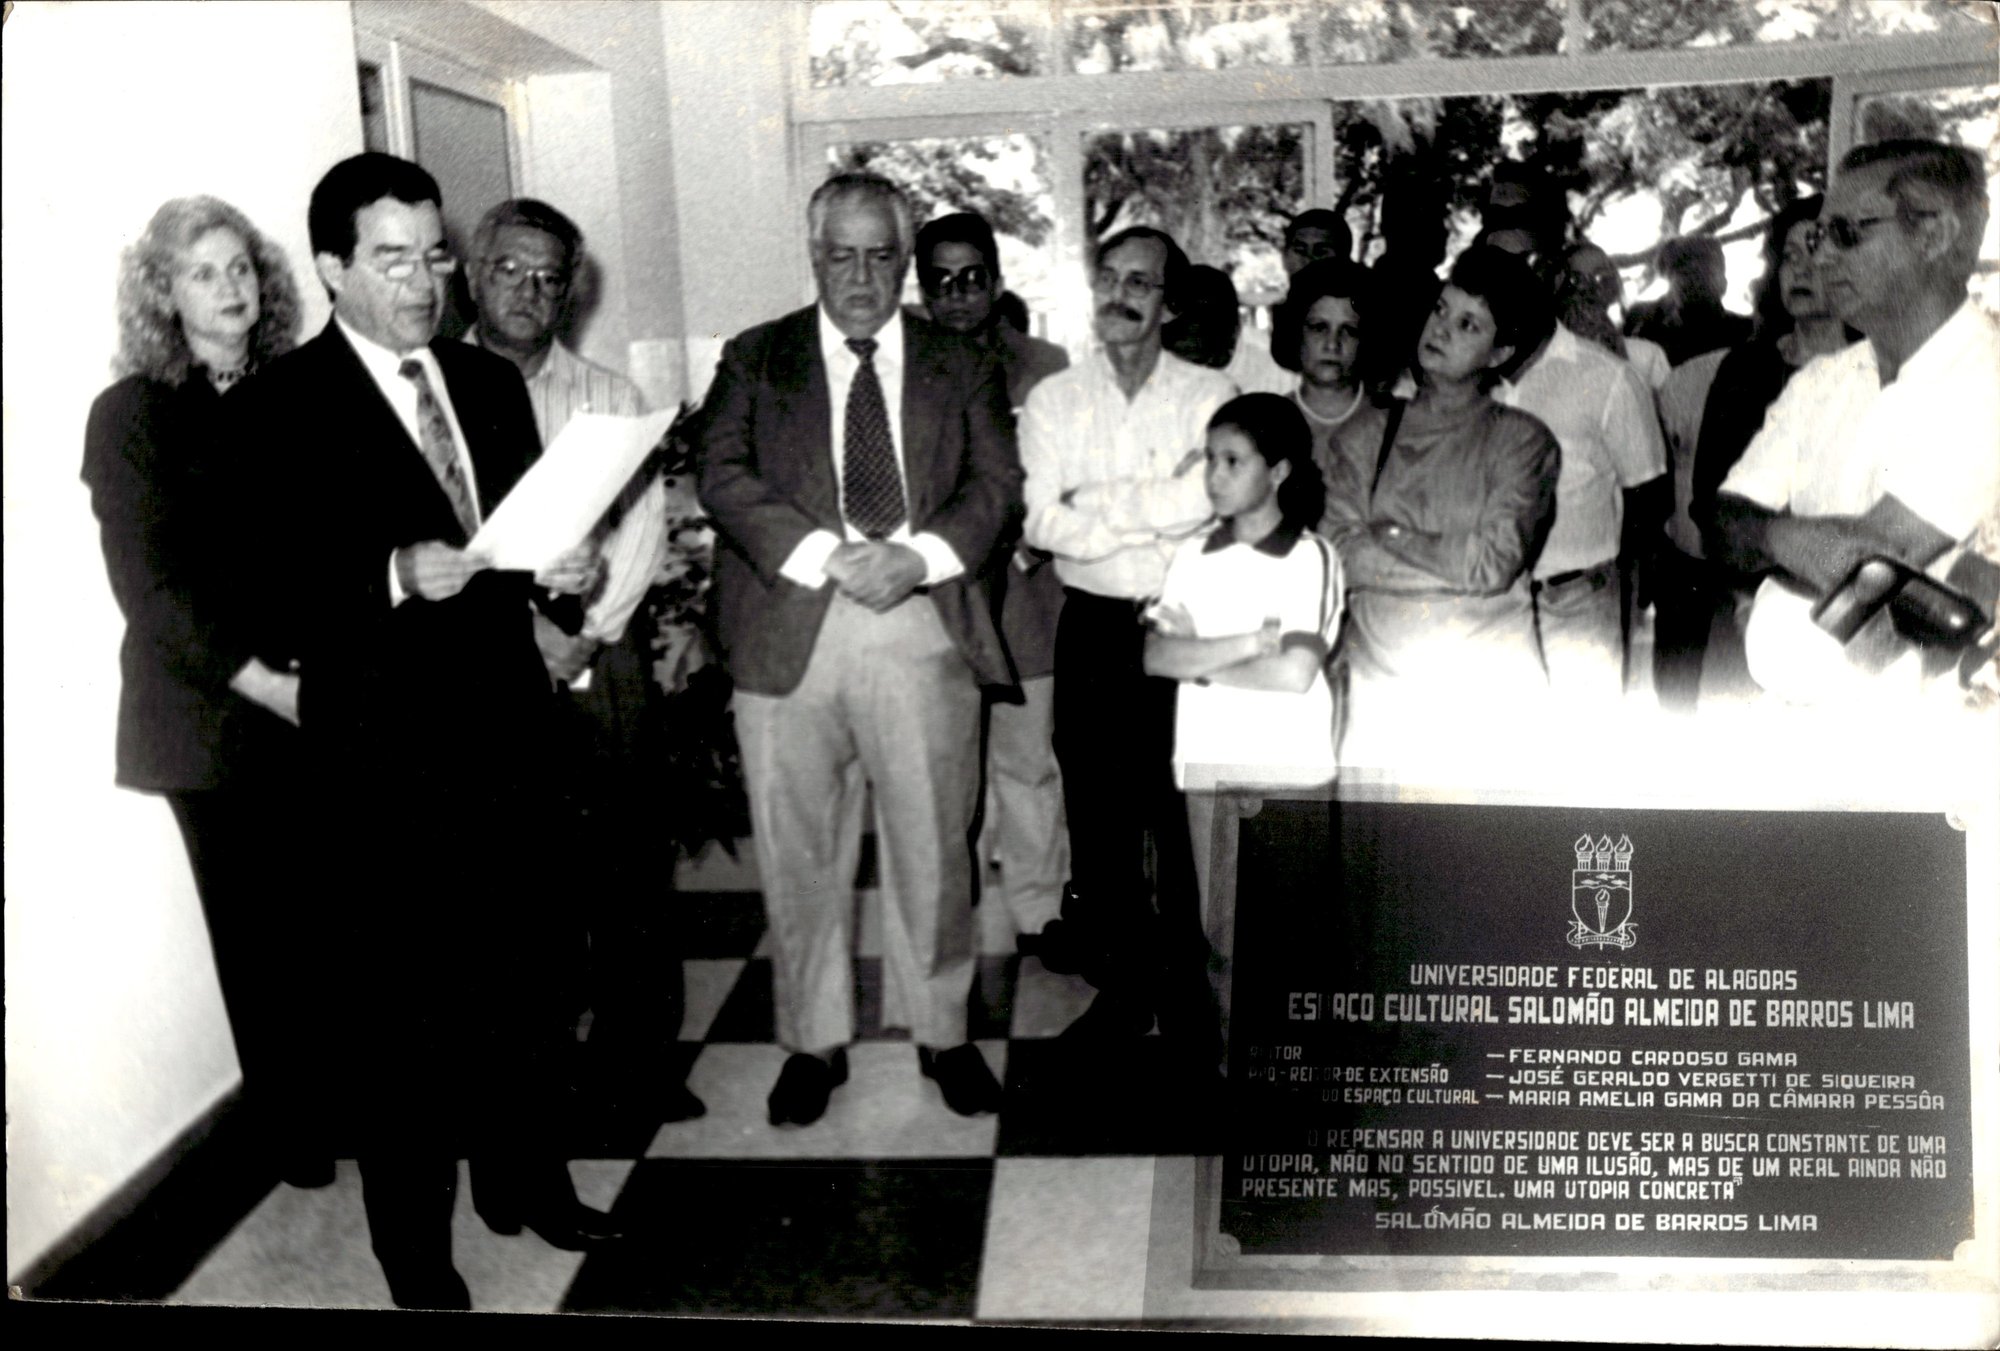 UNIVERSIDADE FEDERAL DE ALAGOAS
ESPAÇO CULTURAL SALOMÃO ALMEIDA DE BARROS LIMA
REITOR — FERNANDO CARDOSO GAMA
PRO-REITOR DE EXTENSÃO — JOSÉ GERALDO VERGETTI DE SIQUEIRA
DO ESPAÇO CULTURAL — MARIA AMELIA GAMA DA CÂMARA PESSÔA
O REPENSAR A UNIVERSIDADE DEVE SER A BUSCA CONSTANTE DE UMA
UTOPIA, NÃO NO SENTIDO DE UMA ILUSÃO, MAS DE UM REAL AINDA NÃO
PRESENTE MAS, POSSIVEL. UMA UTOPIA CONCRETA"
SALOMÃO ALMEIDA DE BARROS LIMA